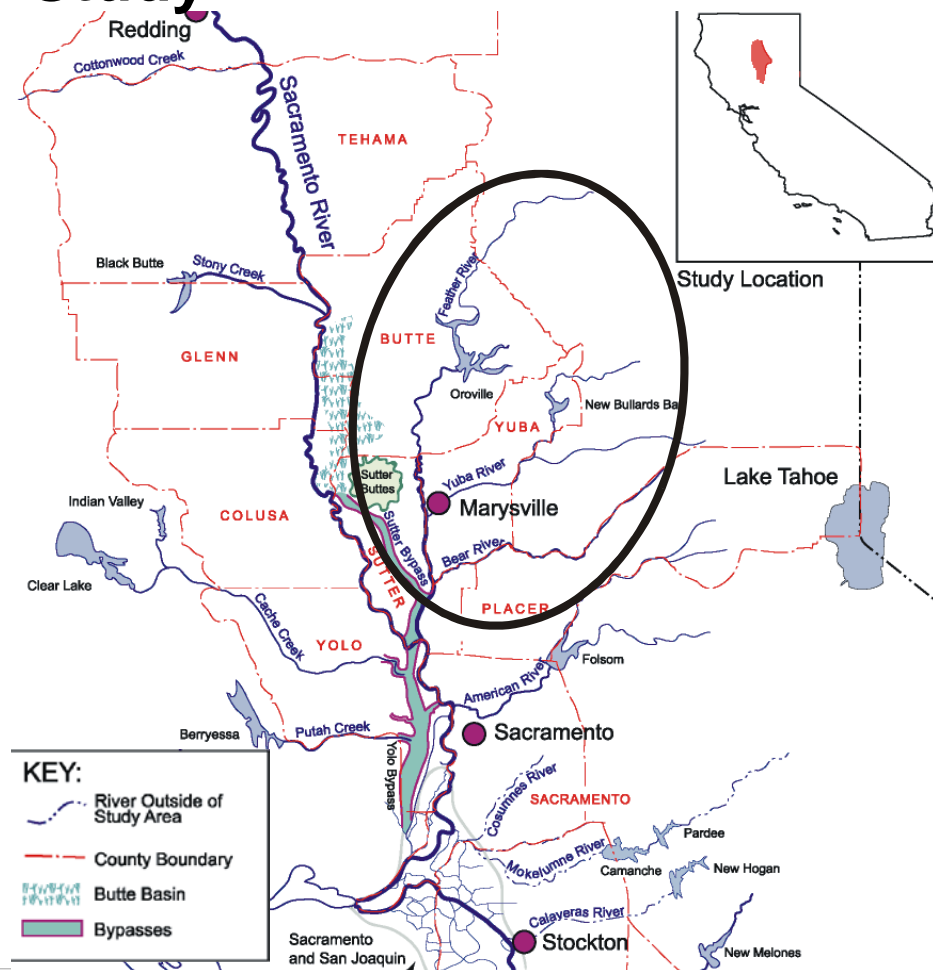 Study
Redding
Cottonwood Creek
Sacramento River
TEHAMA
Study Location
Black Butte
Stony Creek
Feather River
GLENN
BUTTE
Oroville
New Bullards Ba
YUBA
Sutter
Buttes
Yuba River
Marysville
Lake Tahoe
Indian Valley
COLUSA
Sutter Bypass
Bear River
SUTTER
Clear Lake
Cache Creek
PLACER
YOLO
Folsom
American River
Berryessa
Putah Creek
Sacramento
Yolo Bypass
Cosumnes River
SACRAMENTO
Pardee
Mokelumne River
Camanche
New Hogan
Calayeras River
Stockton
New Melones
Sacramento
and San Joaquin
KEY:
River Outside of
Study Area
County Boundary
Butte Basin
Bypasses